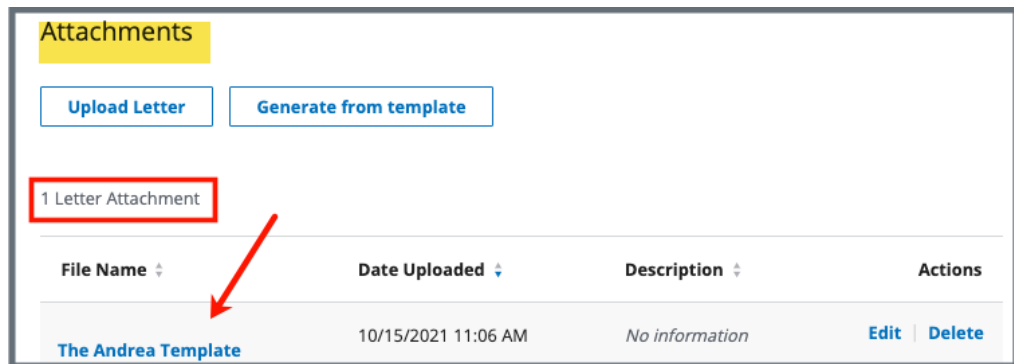 Attachments
Upload Letter Generate from template
1 Letter Attachment
File Name Date Uploaded Description Actions
The Andrea Template 10/15/2021 11:06 AM No information Edit Delete